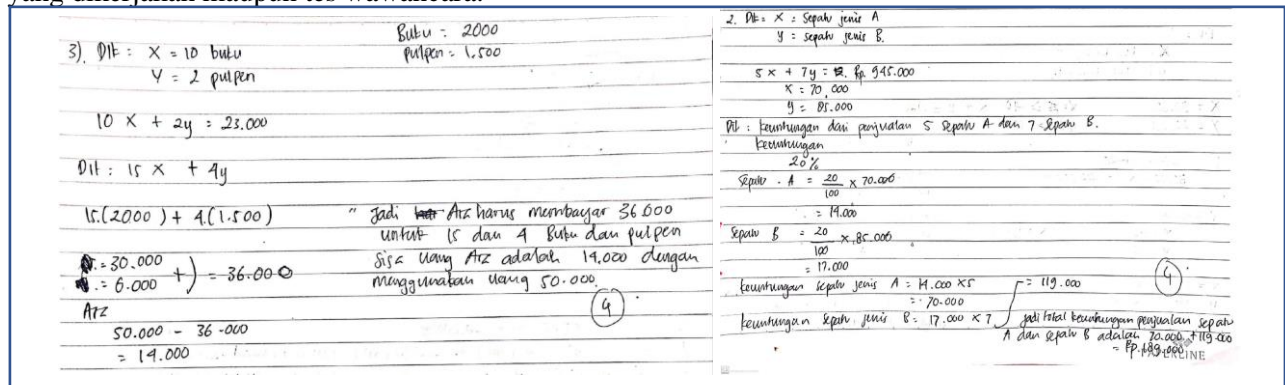 3). Dik : X = 10 buku
Y = 2 pulpen
Buku = 2000
pulpen = 1.500
10 X + 2y = 23.000
Dit : 15 X + 4y
15.(2000) + 4.(1.500)
= 30.000
= 6.000 + ) = 36.000
Arz
50.000 - 36.000
= 14.000
" Jadi Arz harus membayar 36.000
untuk 15 dan 4 Buku dan pulpen
Sisa uang Arz adalah 14.000 dengan
menggunakan uang 50.000.
4
2. Dik : X : Sepatu jenis A
y : sepatu jenis B.
5 x + 7y = Rp. 945.000
x = 70.000
y = 85.000
Dit : keuntungan dari penjualan 5 sepatu A dan 7 sepatu B.
keuntungan
20%
Sepatu . A = 20/100 x 70.000
= 14.000
Sepatu B = 20/100 x 85.000
= 17.000
keuntungan sepatu jenis A = 14.000 x 5
= 70.000
keuntungan sepatu jenis B = 17.000 x 7
= 119.000
jadi total keuntungan penjualan sepatu
A dan sepatu B adalah 70.000 + 119.000
= Rp. 189.000
4